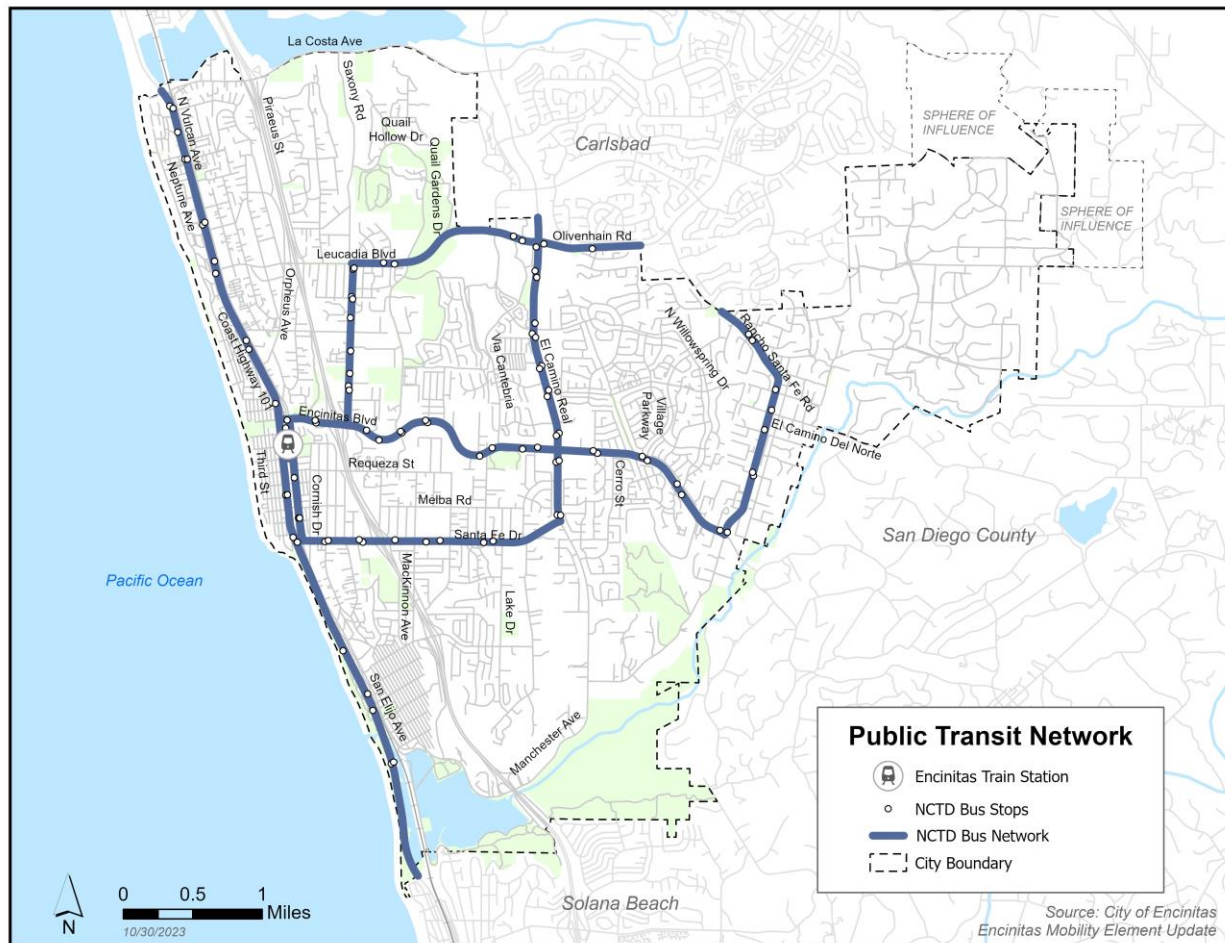 La Costa Ave
N Vulcan Ave
Piraeus St
Saxony Rd
Quail
Hollow Dr
Quail Gardens Dr
Carlsbad
SPHERE OF
INFLUENCE
SPHERE OF
INFLUENCE
Neptune Ave
Leucadia Blvd
Olivenhain Rd
Orpheus Ave
Coast Highway 101
Via Cantebria
El Camino Real
N Willowspring Dr
Rancho Santa Fe Rd
Village
Parkway
Encinitas Blvd
El Camino Del Norte
Third St
Cornish Dr
Requeza St
Melba Rd
Cerro St
Santa Fe Dr
MacKinnon Ave
Lake Dr
San Diego County
Pacific Ocean
San Elijo Ave
Manchester Ave
Solana Beach
Public Transit Network
Encinitas Train Station
NCTD Bus Stops
NCTD Bus Network
City Boundary
N
0 0.5 1
Miles
10/30/2023
Source: City of Encinitas
Encinitas Mobility Element Update